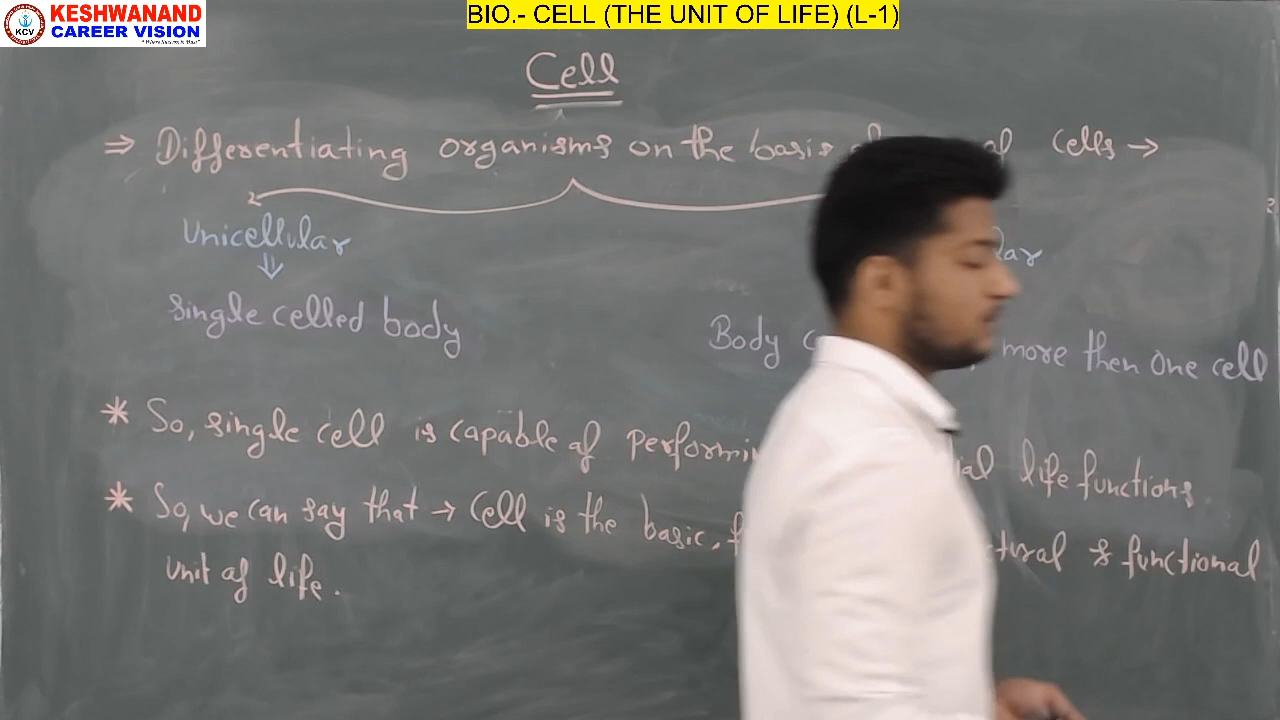 KESHWANAND
CAREER VISION
KCV
BIO.- CELL (THE UNIT OF LIFE) (L-1)
Cell
⇒ Differentiating organisms on the basis of cells →
Unicellular
single celled body
Body more then one cell
* So, single cell is capable of life functions.
* So, we can say that → Cell is the basic, & functional
unit of life.